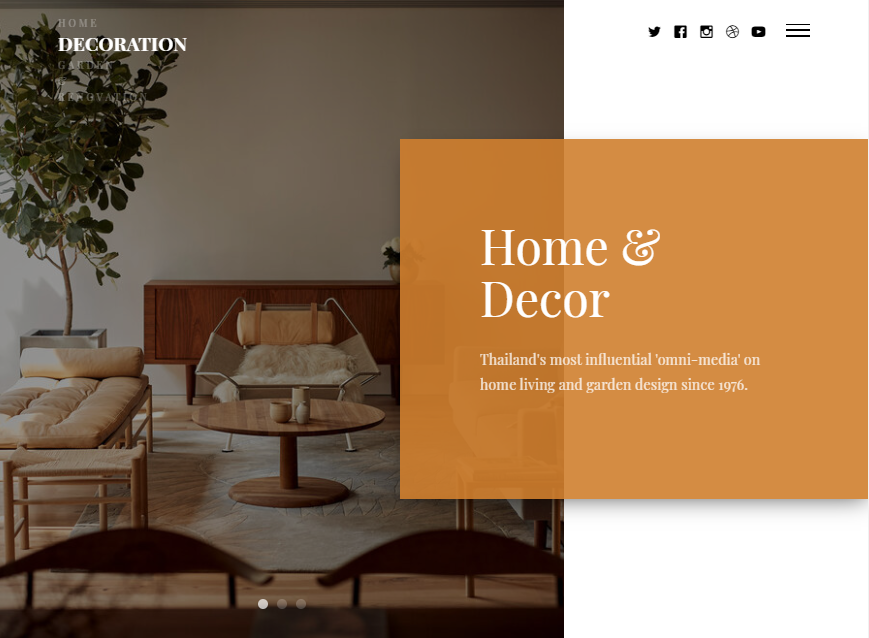 HOME
DECORATION
GARDEN
&
RENOVATION
Home &
Decor
Thailand's most influential 'omni-media' on
home living and garden design since 1976.